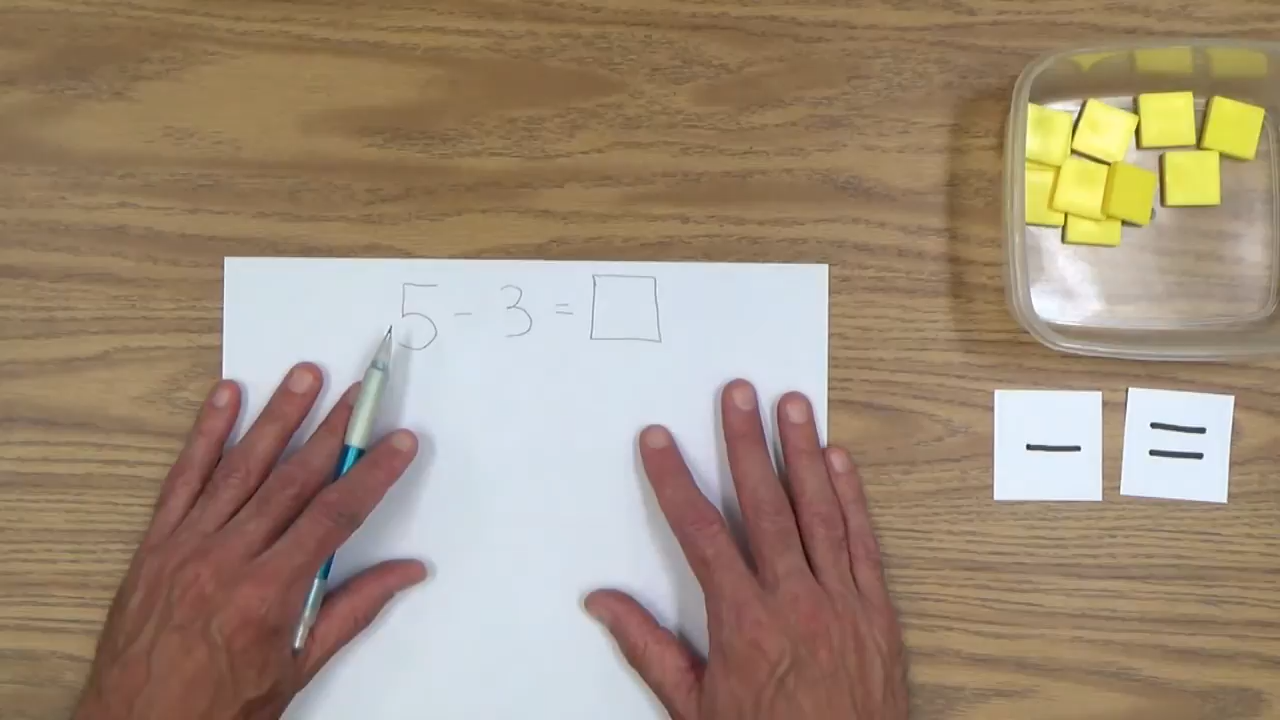 5 - 3 = □
- =